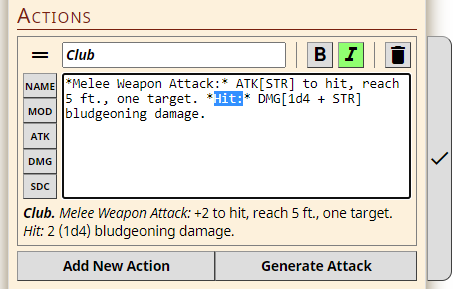 ACTIONS
Club
B I
NAME
MOD
ATK
DMG
SDC
*Melee Weapon Attack:* ATK[STR] to hit, reach
5 ft., one target. *Hit:* DMG[1d4 + STR]
bludgeoning damage.
Club. Melee Weapon Attack: +2 to hit, reach 5 ft., one target.
Hit: 2 (1d4) bludgeoning damage.
Add New Action
Generate Attack